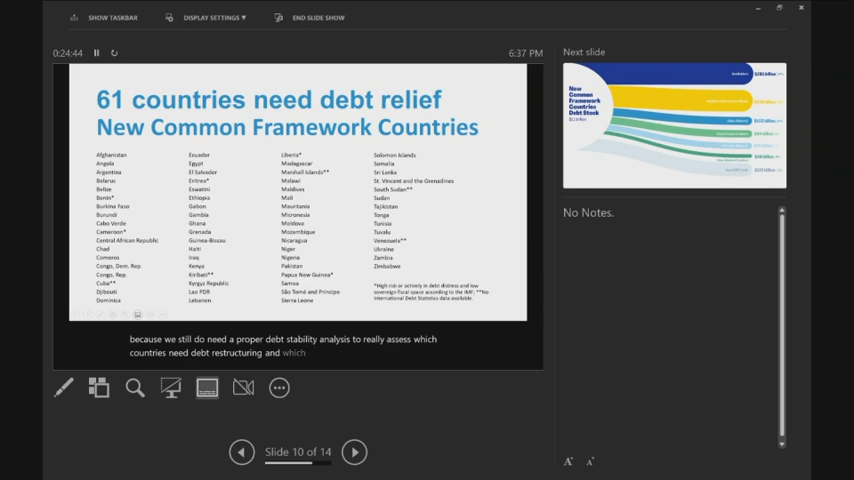 SHOW TASKBAR
DISPLAY SETTINGS ▼
END SLIDE SHOW
0:24:44
6:37 PM
61 countries need debt relief
New Common Framework Countries
Afghanistan
Angola
Argentina
Belarus
Belize
Benin*
Burkina Faso
Burundi
Cabo Verde
Cameroon*
Central African Republic
Chad
Comoros
Congo, Dem. Rep.
Congo, Rep.
Cuba**
Djibouti
Dominica
Ecuador
Egypt
El Salvador
Eritrea*
Eswatini
Ethiopia
Gabon
Gambia
Ghana
Grenada
Guinea-Bissau
Haiti
Iraq
Kenya
Kiribati**
Kyrgyz Republic
Lao PDR
Lebanon
Liberia*
Madagascar
Marshall Islands**
Malawi
Maldives
Mali
Mauritania
Micronesia
Moldova
Mozambique
Nicaragua
Niger
Nigeria
Pakistan
Papua New Guinea*
Samoa
São Tomé and Principe
Sierra Leone
Solomon Islands
Somalia
Sri Lanka
St. Vincent and the Grenadines
South Sudan**
Sudan
Tajikistan
Tonga
Tunisia
Tuvalu
Venezuela**
Ukraine
Zambia
Zimbabwe
*High risk or actively in debt distress and low
sovereign fiscal space according to the IMF; **No
International Debt Statistics data available.
because we still do need a proper debt stability analysis to really assess which
countries need debt restructuring and which
Slide 10 of 14
Next slide
New
Common
Framework
Countries
Debt Stock
No Notes.
A
A